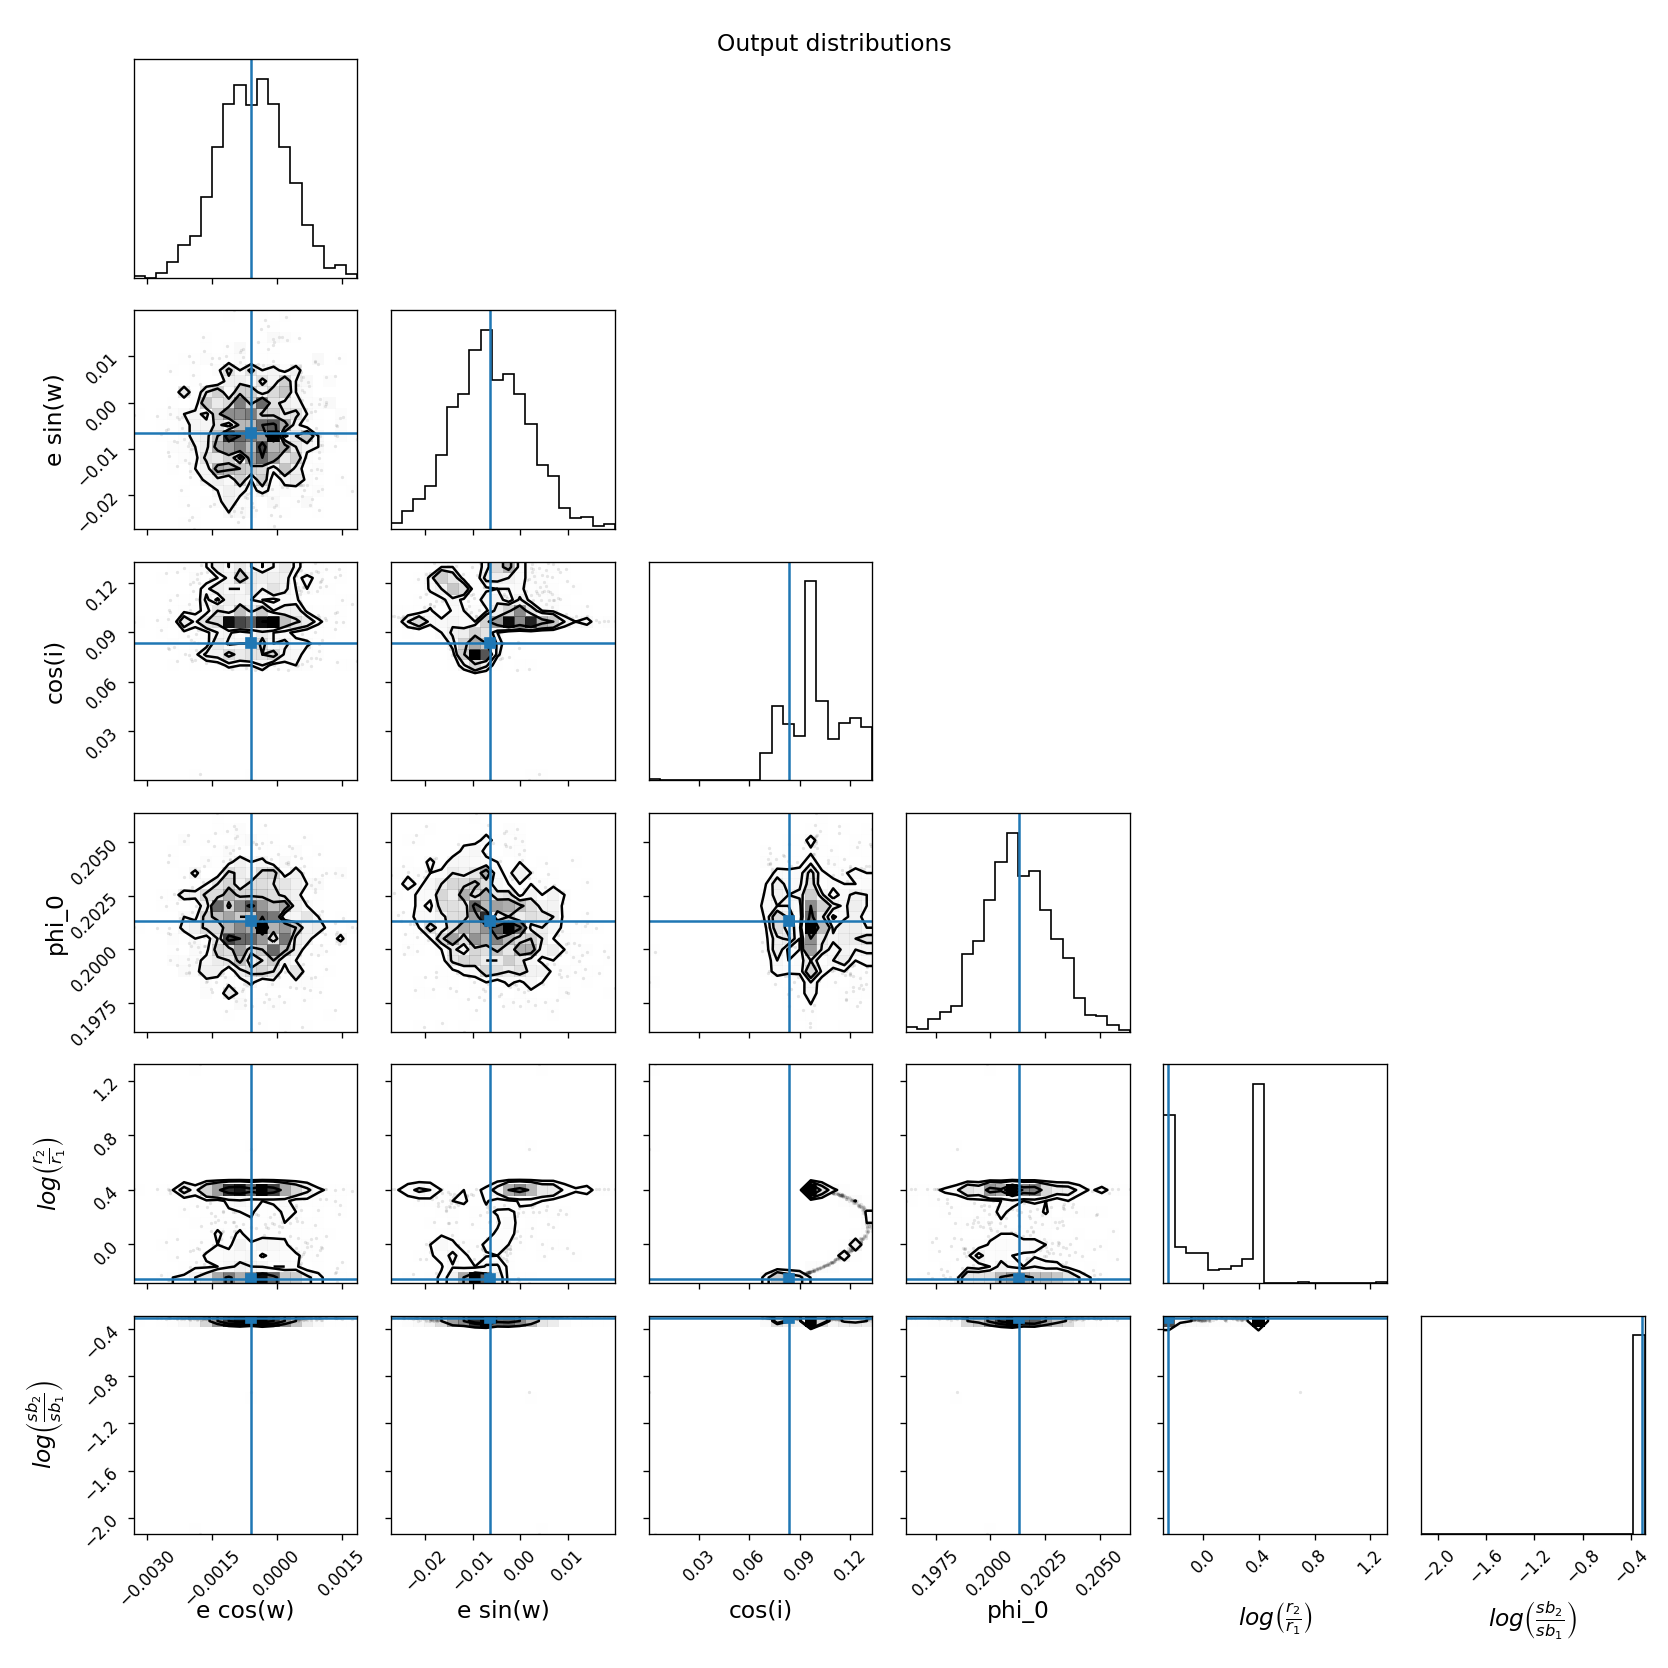 Output distributions
e sin(w)
0.01
0.00
−0.01
−0.02
cos(i)
0.12
0.09
0.06
0.03
phi_0
0.2050
0.2025
0.2000
0.1975
log(r₂/r₁)
1.2
0.8
0.4
0.0
log(sb₂/sb₁)
−0.4
−0.8
−1.2
−1.6
−2.0
−0.0030 −0.0015 0.0000 0.0015 −0.02 −0.01 0.00 0.01 0.03 0.06 0.09 0.12 0.1975 0.2000 0.2025 0.2050 0.0 0.4 0.8 1.2 −2.0 −1.6 −1.2 −0.8 −0.4
e cos(w) e sin(w) cos(i) phi_0 log(r₂/r₁) log(sb₂/sb₁)